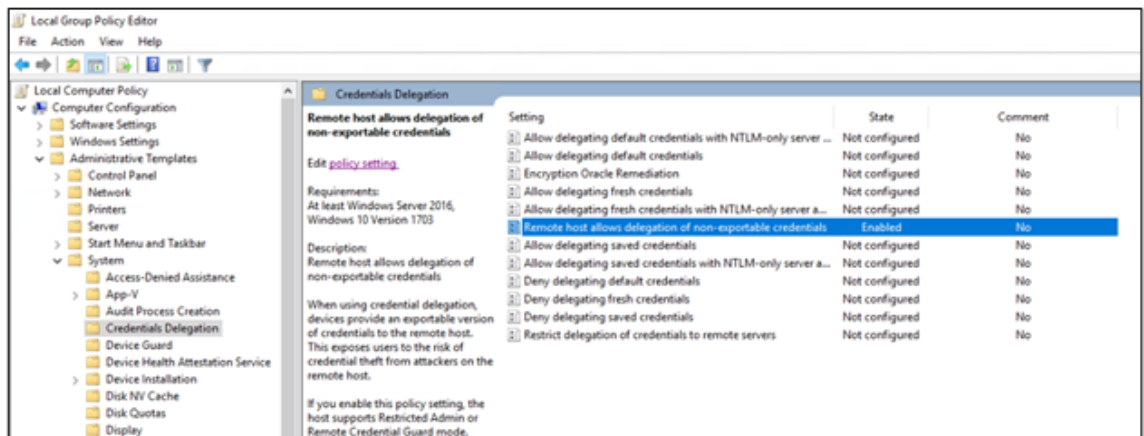 Local Group Policy Editor
File Action View Help
Local Computer Policy
Computer Configuration
Software Settings
Windows Settings
Administrative Templates
Control Panel
Network
Printers
Server
Start Menu and Taskbar
System
Access-Denied Assistance
App-V
Audit Process Creation
Credentials Delegation
Device Guard
Device Health Attestation Service
Device Installation
Disk NV Cache
Disk Quotas
Display
Credentials Delegation
Remote host allows delegation of
non-exportable credentials
Edit policy setting
Requirements:
At least Windows Server 2016,
Windows 10 Version 1703
Description:
Remote host allows delegation of
non-exportable credentials
When using credential delegation,
devices provide an exportable version
of credentials to the remote host.
This exposes users to the risk of
credential theft from attackers on the
remote host.
If you enable this policy setting, the
host supports Restricted Admin or
Remote Credential Guard mode.
Setting State Comment
Allow delegating default credentials with NTLM-only server ... Not configured No
Allow delegating default credentials Not configured No
Encryption Oracle Remediation Not configured No
Allow delegating fresh credentials Not configured No
Allow delegating fresh credentials with NTLM-only server a... Not configured No
Remote host allows delegation of non-exportable credentials Enabled No
Allow delegating saved credentials Not configured No
Allow delegating saved credentials with NTLM-only server a... Not configured No
Deny delegating default credentials Not configured No
Deny delegating fresh credentials Not configured No
Deny delegating saved credentials Not configured No
Restrict delegation of credentials to remote servers Not configured No